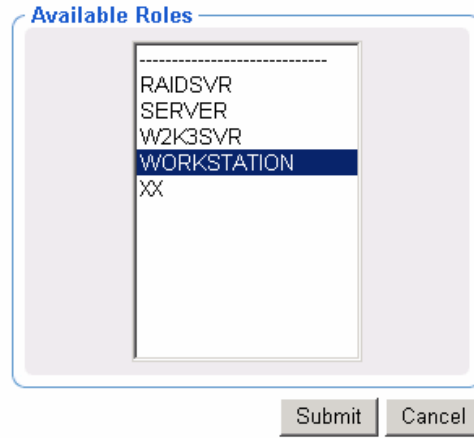 Available Roles
----------------------------
RAIDSVR
SERVER
W2K3SVR
WORKSTATION
XX
Submit Cancel